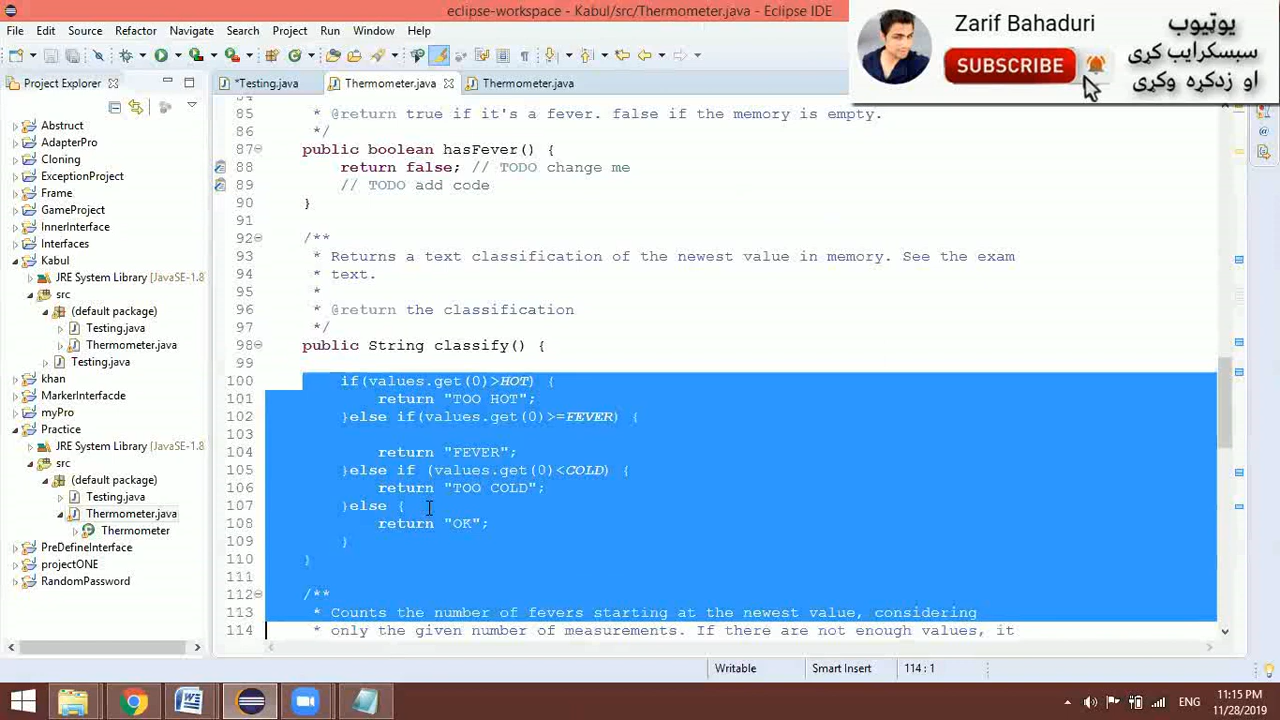 eclipse-workspace - Kabul/src/Thermometer.java - Eclipse IDE
File Edit Source Refactor Navigate Search Project Run Window Help
Zarif Bahaduri
SUBSCRIBE
یوټیوب
سبسکرایب کړی
او زدکړه وکړی
Project Explorer
*Testing.java
Thermometer.java
Thermometer.java
Abstruct
AdapterPro
Cloning
ExceptionProject
Frame
GameProject
InnerInterface
Interfaces
Kabul
JRE System Library [JavaSE-1.8
src
(default package)
Testing.java
Thermometer.java
Testing.java
khan
MarkerInterfacde
myPro
Practice
JRE System Library [JavaSE-1.8
src
(default package)
Testing.java
Thermometer.java
Thermometer
PreDefineInterface
projectONE
RandomPassword
84
85 * @return true if it's a fever. false if the memory is empty.
86 */
87 public boolean hasFever() {
88 return false; // TODO change me
89 // TODO add code
90 }
91
92 /**
93 * Returns a text classification of the newest value in memory. See the exam
94 * text.
95 *
96 * @return the classification
97 */
98 public String classify() {
99
100 if(values.get(0)>HOT) {
101 return "TOO HOT";
102 }else if(values.get(0)>=FEVER) {
103
104 return "FEVER";
105 }else if (values.get(0)<COLD) {
106 return "TOO COLD";
107 }else {
108 return "OK";
109 }
110 }
111
112 /**
113 * Counts the number of fevers starting at the newest value, considering
114 * only the given number of measurements. If there are not enough values, it
Writable Smart Insert 114 : 1
ENG
11:15 PM
11/28/2019